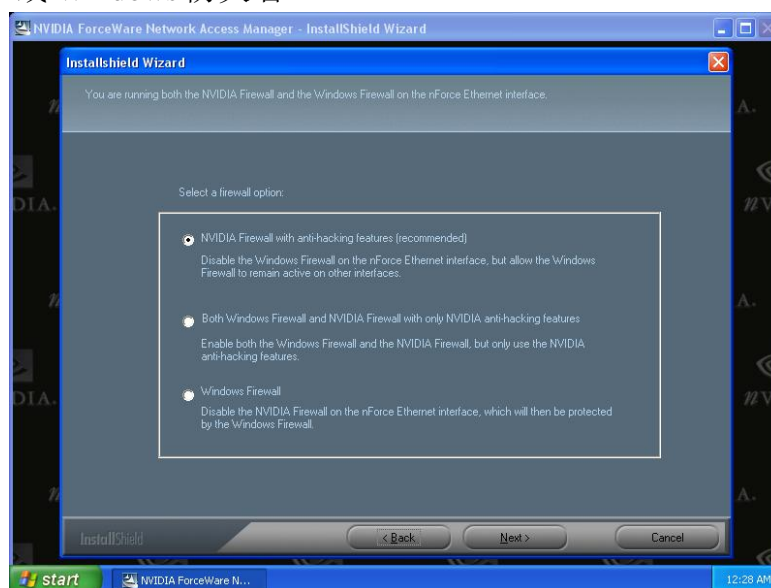 NVIDIA ForceWare Network Access Manager - InstallShield Wizard
Installshield Wizard
You are running both the NVIDIA Firewall and the Windows Firewall on the nForce Ethernet interface.
Select a firewall option:
NVIDIA Firewall with anti-hacking features (recommended)
Disable the Windows Firewall on the nForce Ethernet interface, but allow the Windows
Firewall to remain active on other interfaces.
Both Windows Firewall and NVIDIA Firewall with only NVIDIA anti-hacking features
Enable both the Windows Firewall and the NVIDIA Firewall, but only use the NVIDIA
anti-hacking features.
Windows Firewall
Disable the NVIDIA Firewall on the nForce Ethernet interface, which will then be protected
by the Windows Firewall.
InstallShield
< Back
Next >
Cancel
start
NVIDIA ForceWare N...
12:28 AM